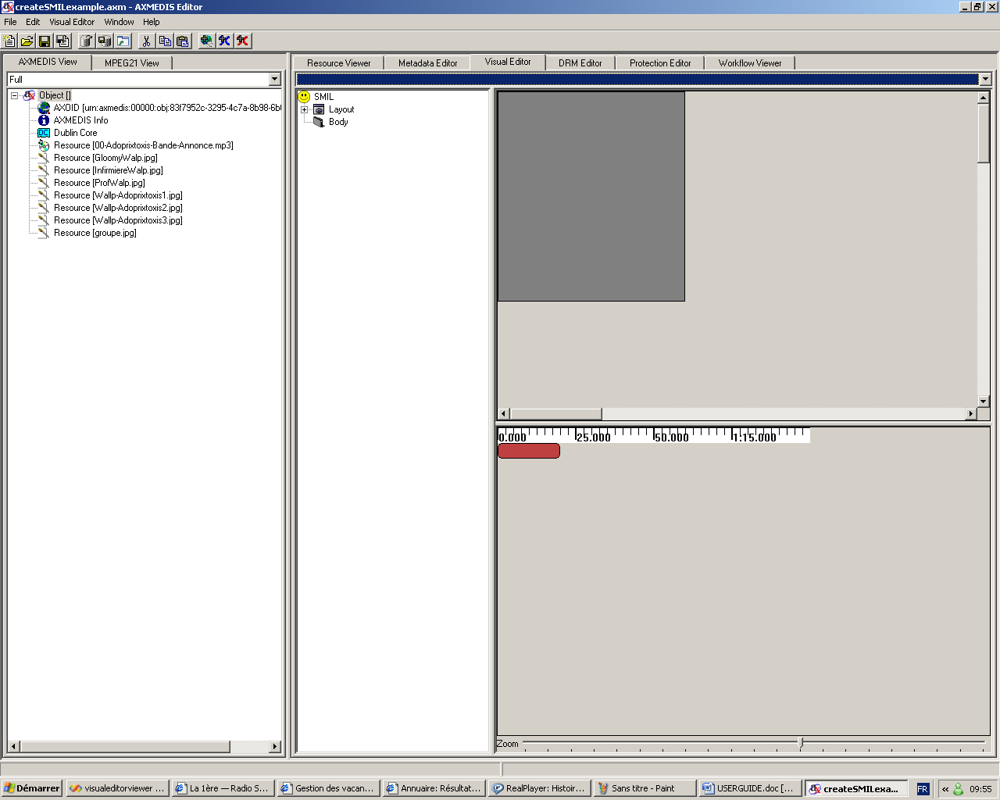 createSMILexample.axm - AXMEDIS Editor
File Edit Visual Editor Window Help
AXMEDIS View MPEG21 View
Full
Object []
AXOID [urn:axmedis:00000:obj:83f7952c-3295-4c7a-8b98-6b
AXMEDIS Info
Dublin Core
Resource [00-Adoprixtoxis-Bande-Annonce.mp3]
Resource [GloomyWalp.jpg]
Resource [InfirmiereWalp.jpg]
Resource [ProfWalp.jpg]
Resource [Wallp-Adoprixtoxis1.jpg]
Resource [Wallp-Adoprixtoxis2.jpg]
Resource [Wallp-Adoprixtoxis3.jpg]
Resource [groupe.jpg]
Resource Viewer Metadata Editor Visual Editor DRM Editor Protection Editor Workflow Viewer
SMIL
Layout
Body
0.000 25.000 50.000 1:15.000
Zoom
Démarrer visualeditorviewer ... La 1ère — Radio S... Gestion des vacan... Annuaire: Résultat... RealPlayer: Histoir... Sans titre - Paint USERGUIDE.doc [... createSMILexa... FR « 09:55